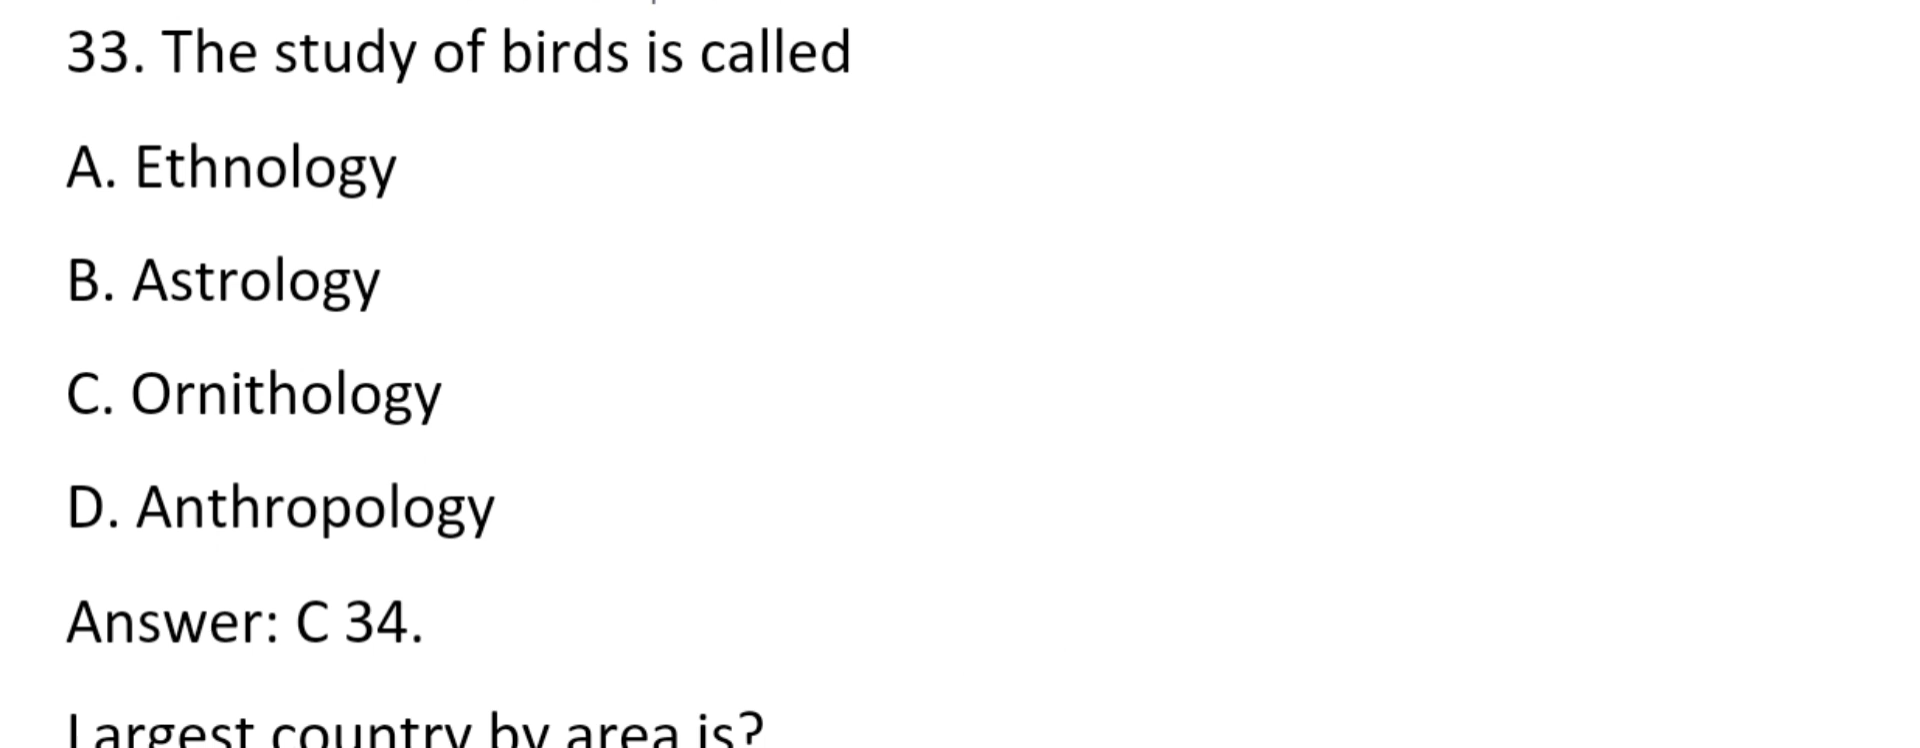 33. The study of birds is called
A. Ethnology
B. Astrology
C. Ornithology
D. Anthropology
Answer: C 34.
Largest country by area is?